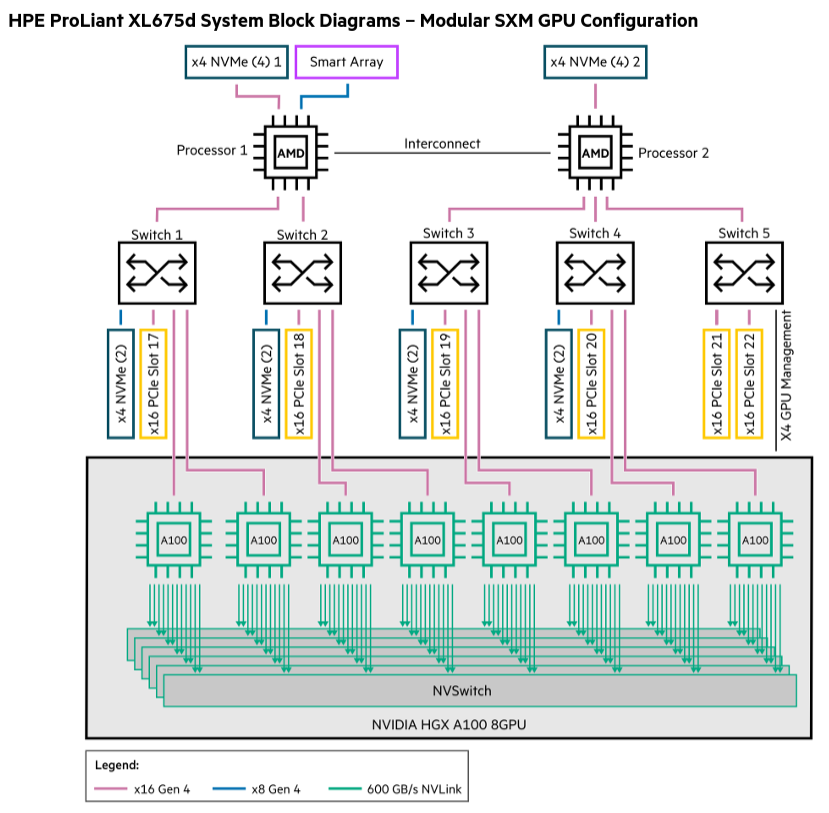 HPE ProLiant XL675d System Block Diagrams – Modular SXM GPU Configuration
x4 NVMe (4) 1
Smart Array
x4 NVMe (4) 2
Processor 1
AMD
Interconnect
AMD
Processor 2
Switch 1
Switch 2
Switch 3
Switch 4
Switch 5
x4 NVMe (2)
x16 PCIe Slot 17
x4 NVMe (2)
x16 PCIe Slot 18
x4 NVMe (2)
x16 PCIe Slot 19
x4 NVMe (2)
x16 PCIe Slot 20
x16 PCIe Slot 21
x16 PCIe Slot 22
X4 GPU Management
A100
A100
A100
A100
A100
A100
A100
A100
NVSwitch
NVIDIA HGX A100 8GPU
Legend:
x16 Gen 4
x8 Gen 4
600 GB/s NVLink